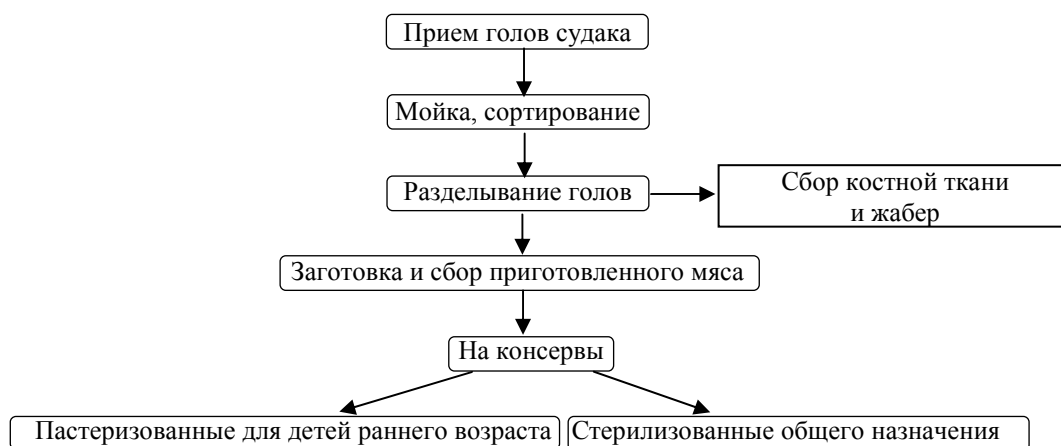 Прием голов судака
Мойка, сортирование
Разделывание голов
Сбор костной ткани
и жабер
Заготовка и сбор приготовленного мяса
На консервы
Пастеризованные для детей раннего возраста
Стерилизованные общего назначения